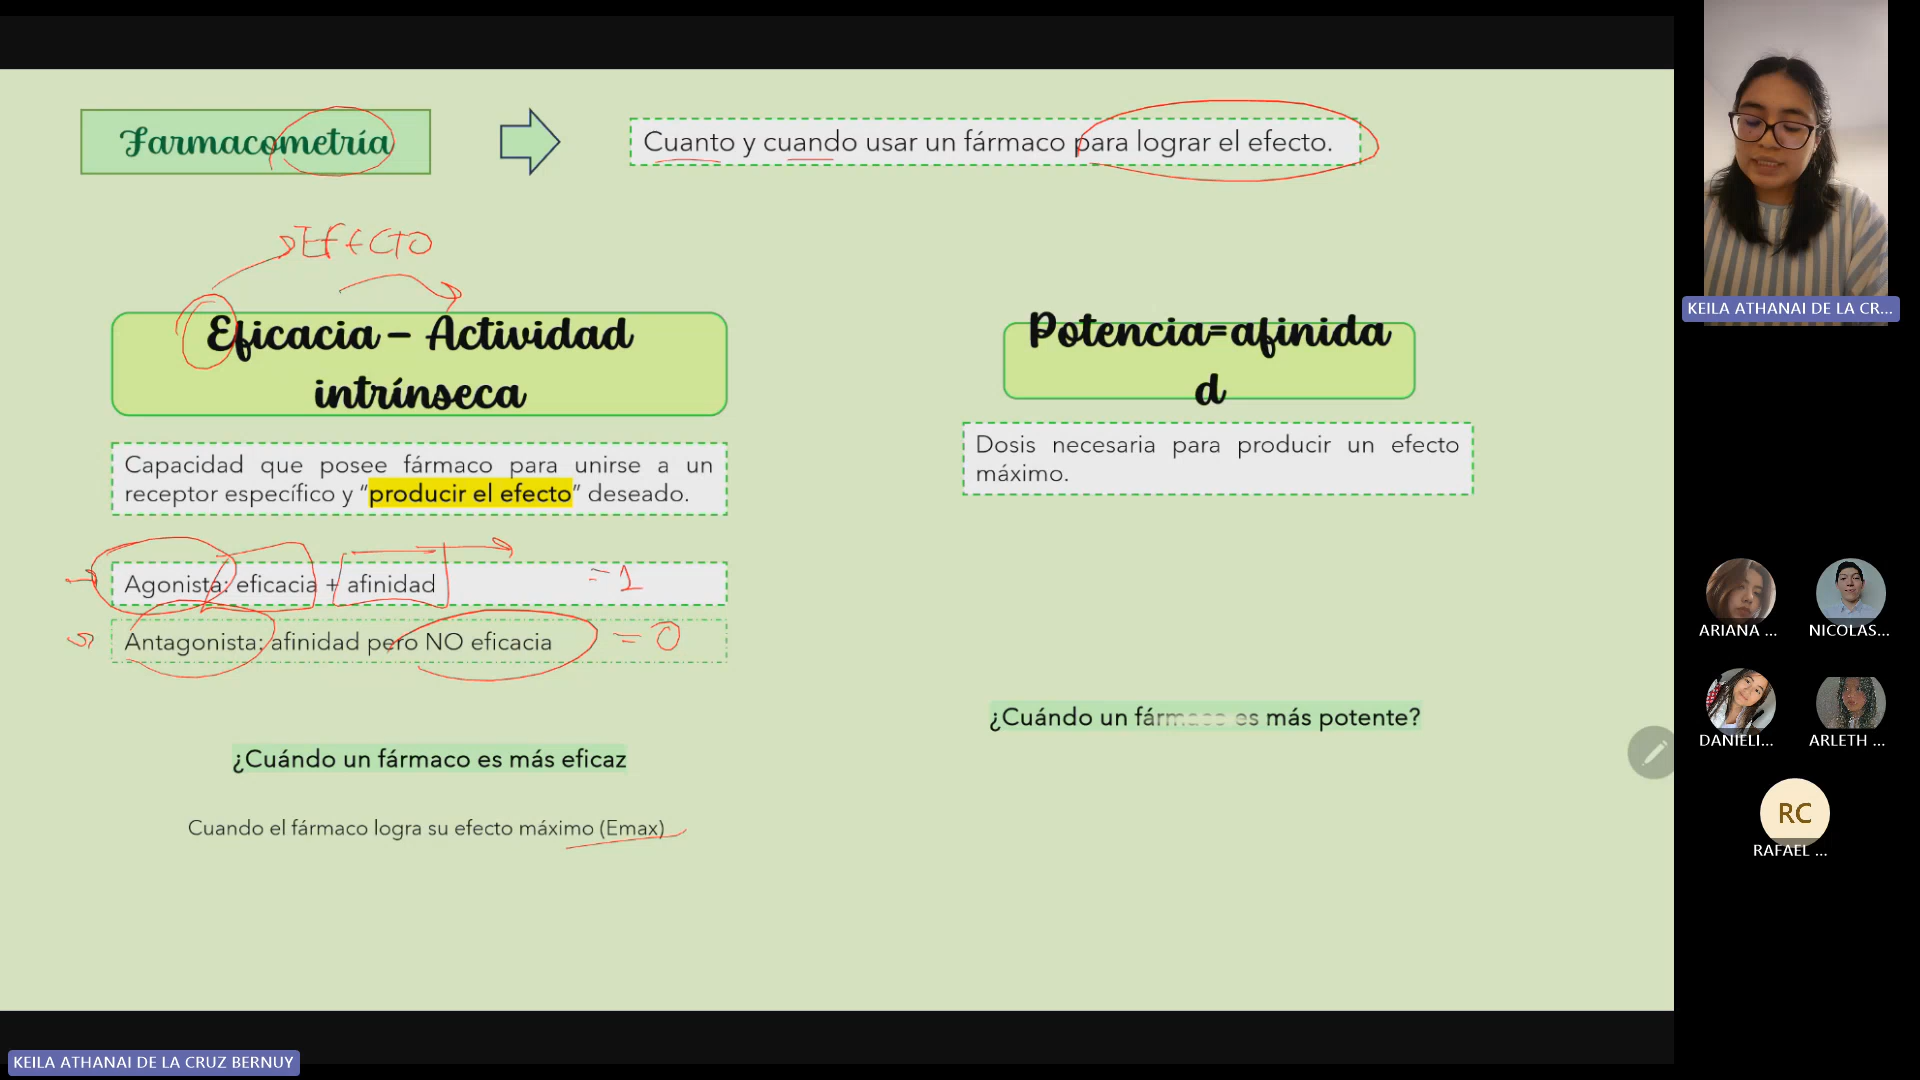 Farmacometría
Cuanto y cuando usar un fármaco para lograr el efecto.
EfECTO
Eficacia – Actividad
intrínseca
Capacidad que posee fármaco para unirse a un
receptor específico y “producir el efecto” deseado.
Agonista: eficacia + afinidad = 1
Antagonista: afinidad pero NO eficacia = 0
¿Cuándo un fármaco es más eficaz
Cuando el fármaco logra su efecto máximo (Emax)
Potencia=afinida
d
Dosis necesaria para producir un efecto
máximo.
¿Cuándo un fármaco es más potente?
KEILA ATHANAI DE LA CR...
ARIANA ...
NICOLAS...
DANIELI...
ARLETH ...
RC
RAFAEL ...
KEILA ATHANAI DE LA CRUZ BERNUY